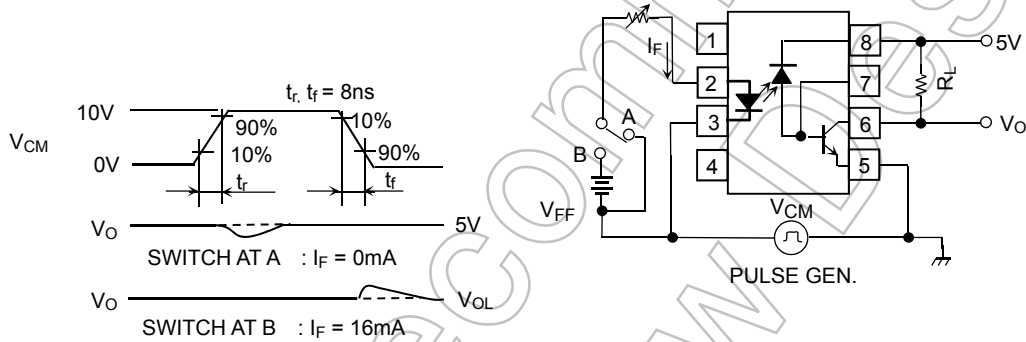 10V
V_CM
0V
t_r, t_f = 8ns
90%
10%
10%
90%
t_r
t_f
V_O
5V
SWITCH AT A : I_F = 0mA
V_O
V_OL
SWITCH AT B : I_F = 16mA
I_F
1
2
3
4
8
7
6
5
5V
R_L
V_O
A
B
V_FF
V_CM
PULSE GEN.